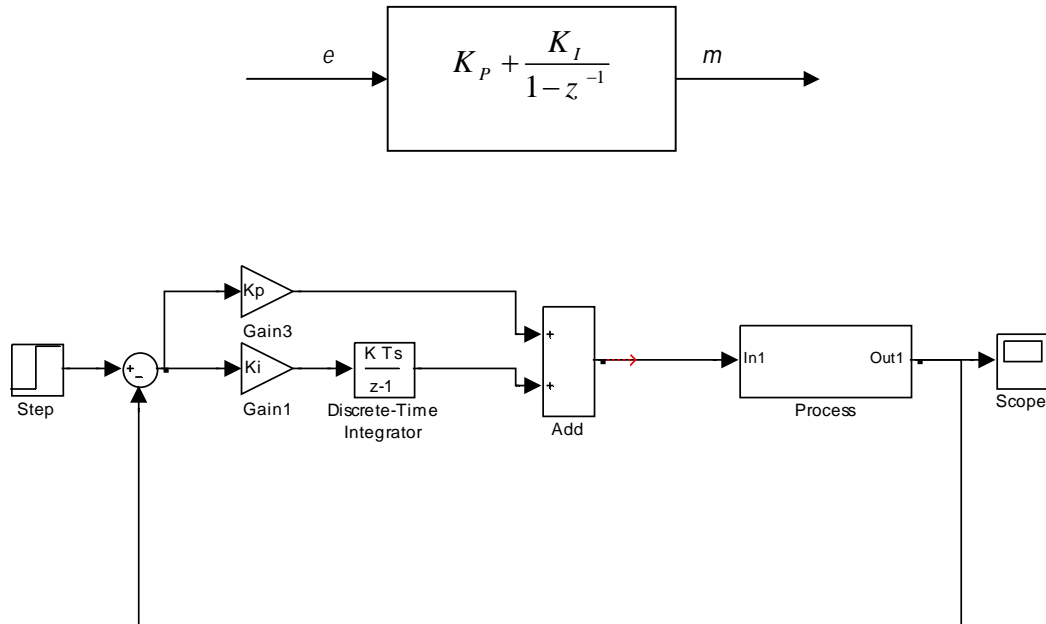 e
K_P + \frac{K_I}{1 - z^{-1}}
m
Kp
Gain3
+
+
−
Ki
K Ts
z-1
+
In1
Out1
Step
Gain1
Discrete-Time
Integrator
Add
Process
Scope